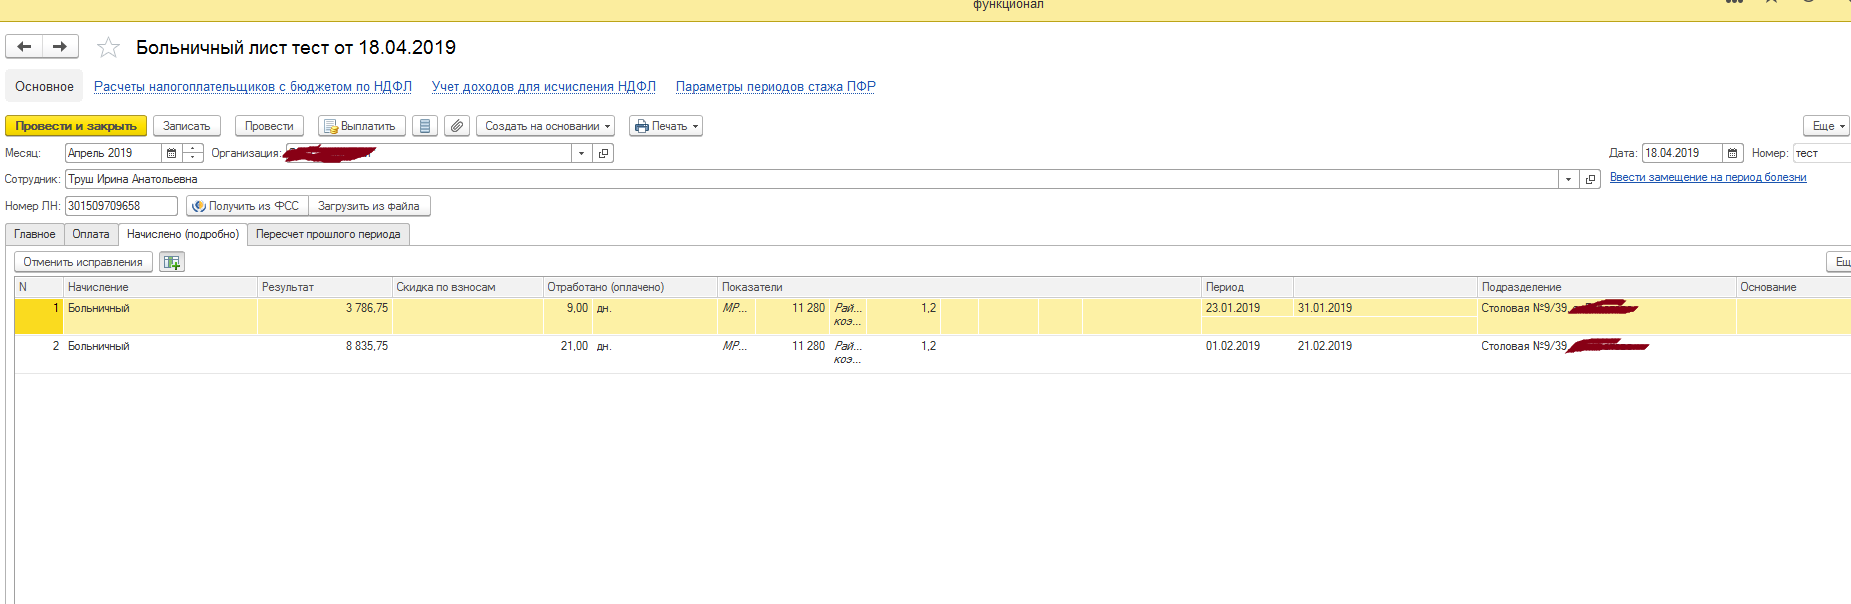 функционал
Больничный лист тест от 18.04.2019
Основное Расчеты налогоплательщиков с бюджетом по НДФЛ Учет доходов для исчисления НДФЛ Параметры периодов стажа ПФР
Провести и закрыть Записать Провести Выплатить Создать на основании Печать Еще
Месяц: Апрель 2019 Организация: Дата: 18.04.2019 Номер: тест
Сотрудник: Труш Ирина Анатольевна Ввести замещение на период болезни
Номер ЛН: 301509709658 Получить из ФСС Загрузить из файла
Главное Оплата Начислено (подробно) Пересчет прошлого периода
Отменить исправления Ещ
N Начисление Результат Скидка по взносам Отработано (оплачено) Показатели Период Подразделение Основание
1 Больничный 3 786,75 9,00 дн. МР... 11 280 Рай... 1,2 23.01.2019 31.01.2019 Столовая №9/39
коэ...
2 Больничный 8 835,75 21,00 дн. МР... 11 280 Рай... 1,2 01.02.2019 21.02.2019 Столовая №9/39
коэ...